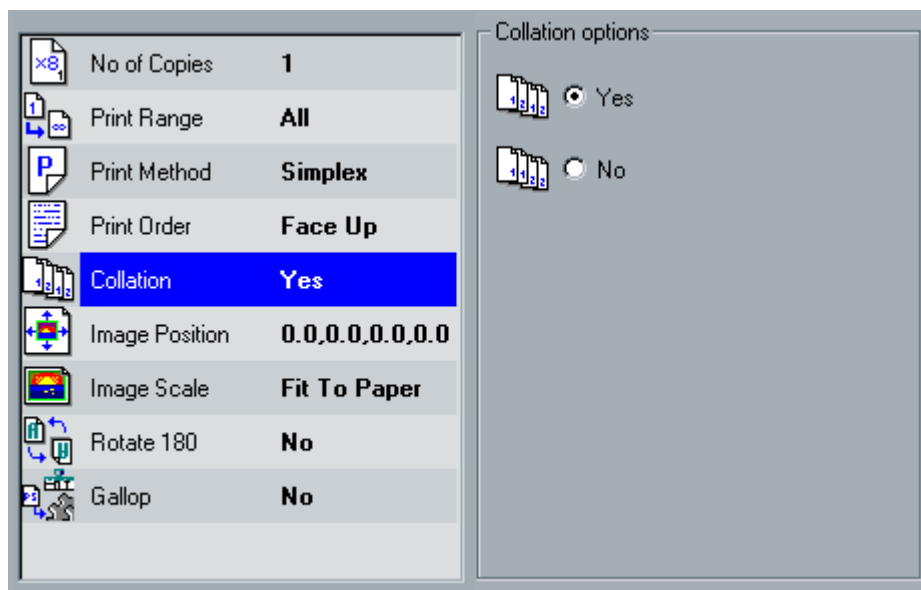 No of Copies 1
Print Range All
Print Method Simplex
Print Order Face Up
Collation Yes
Image Position 0.0,0.0,0.0,0.0
Image Scale Fit To Paper
Rotate 180 No
Gallop No
Collation options
Yes
No